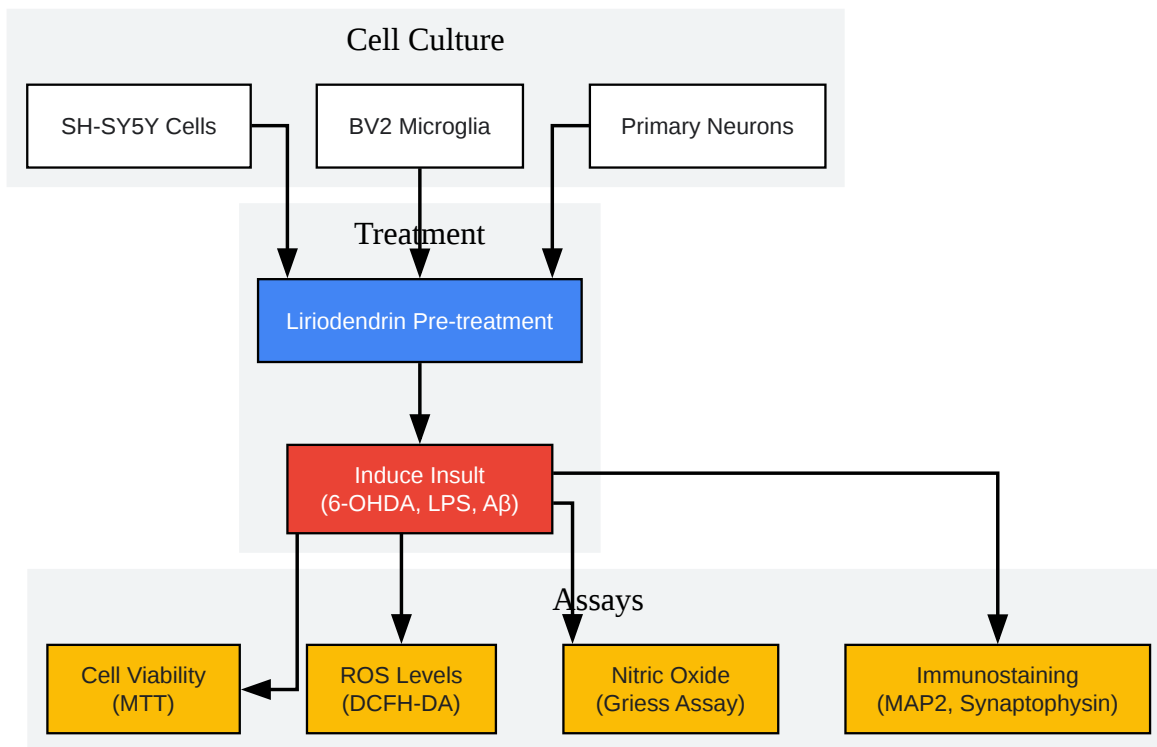 Cell Culture
SH-SY5Y Cells
BV2 Microglia
Primary Neurons
Treatment
Liriodendrin Pre-treatment
Induce Insult
(6-OHDA, LPS, Aβ)
Assays
Cell Viability
(MTT)
ROS Levels
(DCFH-DA)
Nitric Oxide
(Griess Assay)
Immunostaining
(MAP2, Synaptophysin)